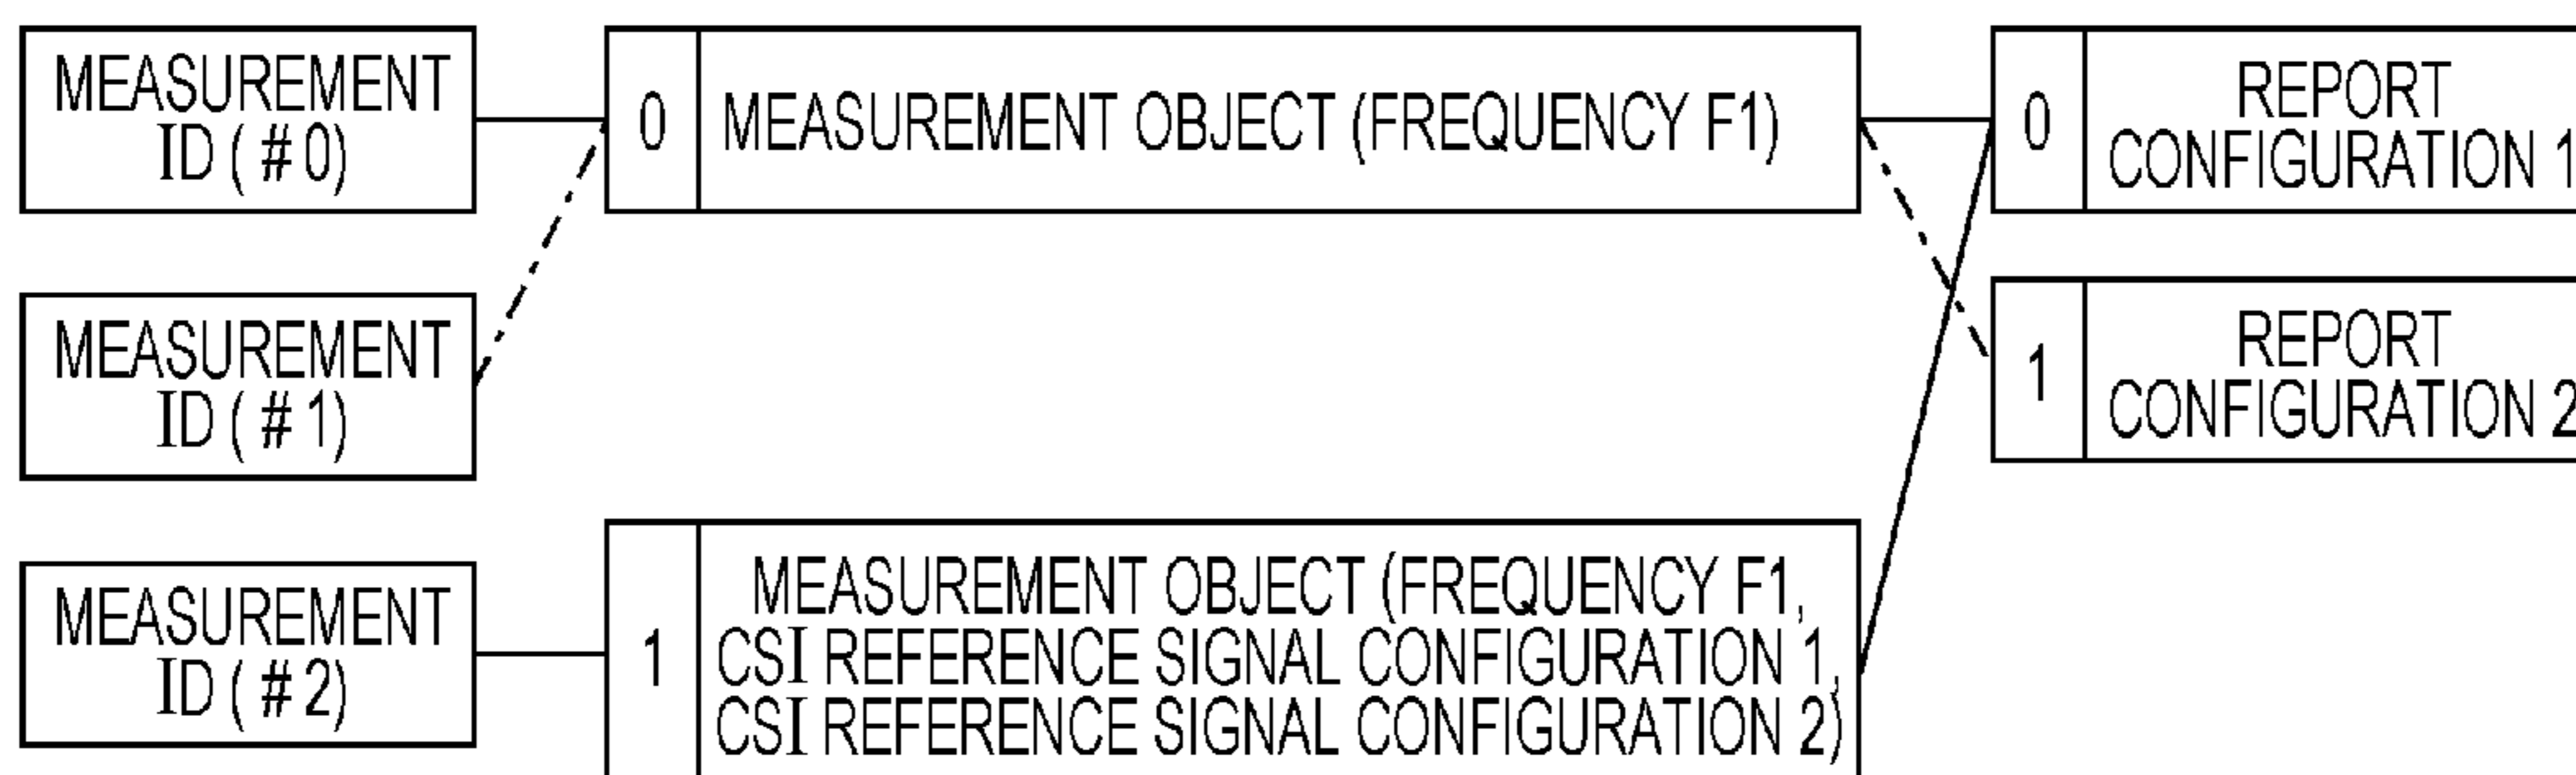 MEASUREMENT
ID ( # 0)
0
MEASUREMENT OBJECT (FREQUENCY F1)
0
REPORT
CONFIGURATION 1
MEASUREMENT
ID ( # 1)
1
REPORT
CONFIGURATION 2
MEASUREMENT
ID ( # 2)
1
MEASUREMENT OBJECT (FREQUENCY F1,
CSI REFERENCE SIGNAL CONFIGURATION 1,
CSI REFERENCE SIGNAL CONFIGURATION 2)